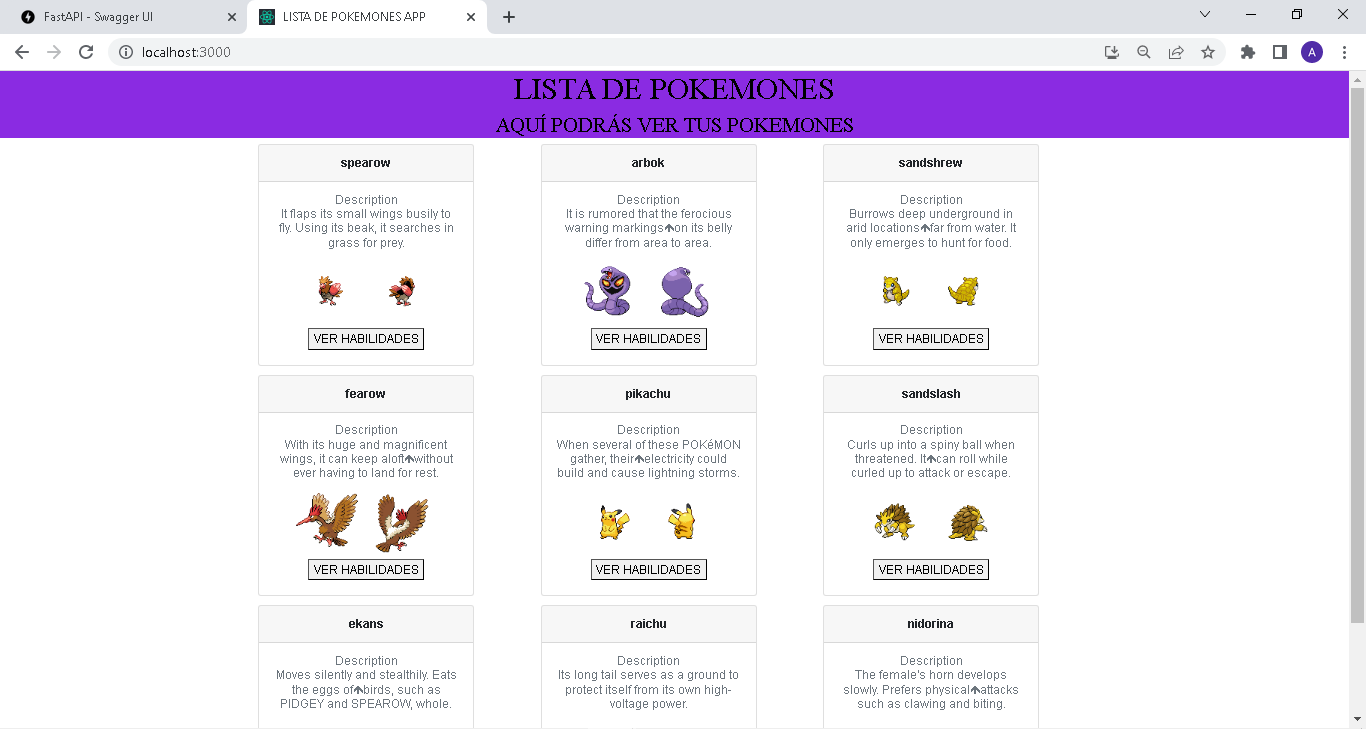 FastAPI - Swagger UI
LISTA DE POKEMONES APP
localhost:3000
A
LISTA DE POKEMONES
AQUÍ PODRÁS VER TUS POKEMONES
spearow
Description
It flaps its small wings busily to
fly. Using its beak, it searches in
grass for prey.
VER HABILIDADES
arbok
Description
It is rumored that the ferocious
warning markings↑on its belly
differ from area to area.
VER HABILIDADES
sandshrew
Description
Burrows deep underground in
arid locations↑far from water. It
only emerges to hunt for food.
VER HABILIDADES
fearow
Description
With its huge and magnificent
wings, it can keep aloft↑without
ever having to land for rest.
VER HABILIDADES
pikachu
Description
When several of these POKéMON
gather, their↑electricity could
build and cause lightning storms.
VER HABILIDADES
sandslash
Description
Curls up into a spiny ball when
threatened. It↑can roll while
curled up to attack or escape.
VER HABILIDADES
ekans
Description
Moves silently and stealthily. Eats
the eggs of↑birds, such as
PIDGEY and SPEAROW, whole.
raichu
Description
Its long tail serves as a ground to
protect itself from its own high-
voltage power.
nidorina
Description
The female's horn develops
slowly. Prefers physical↑attacks
such as clawing and biting.